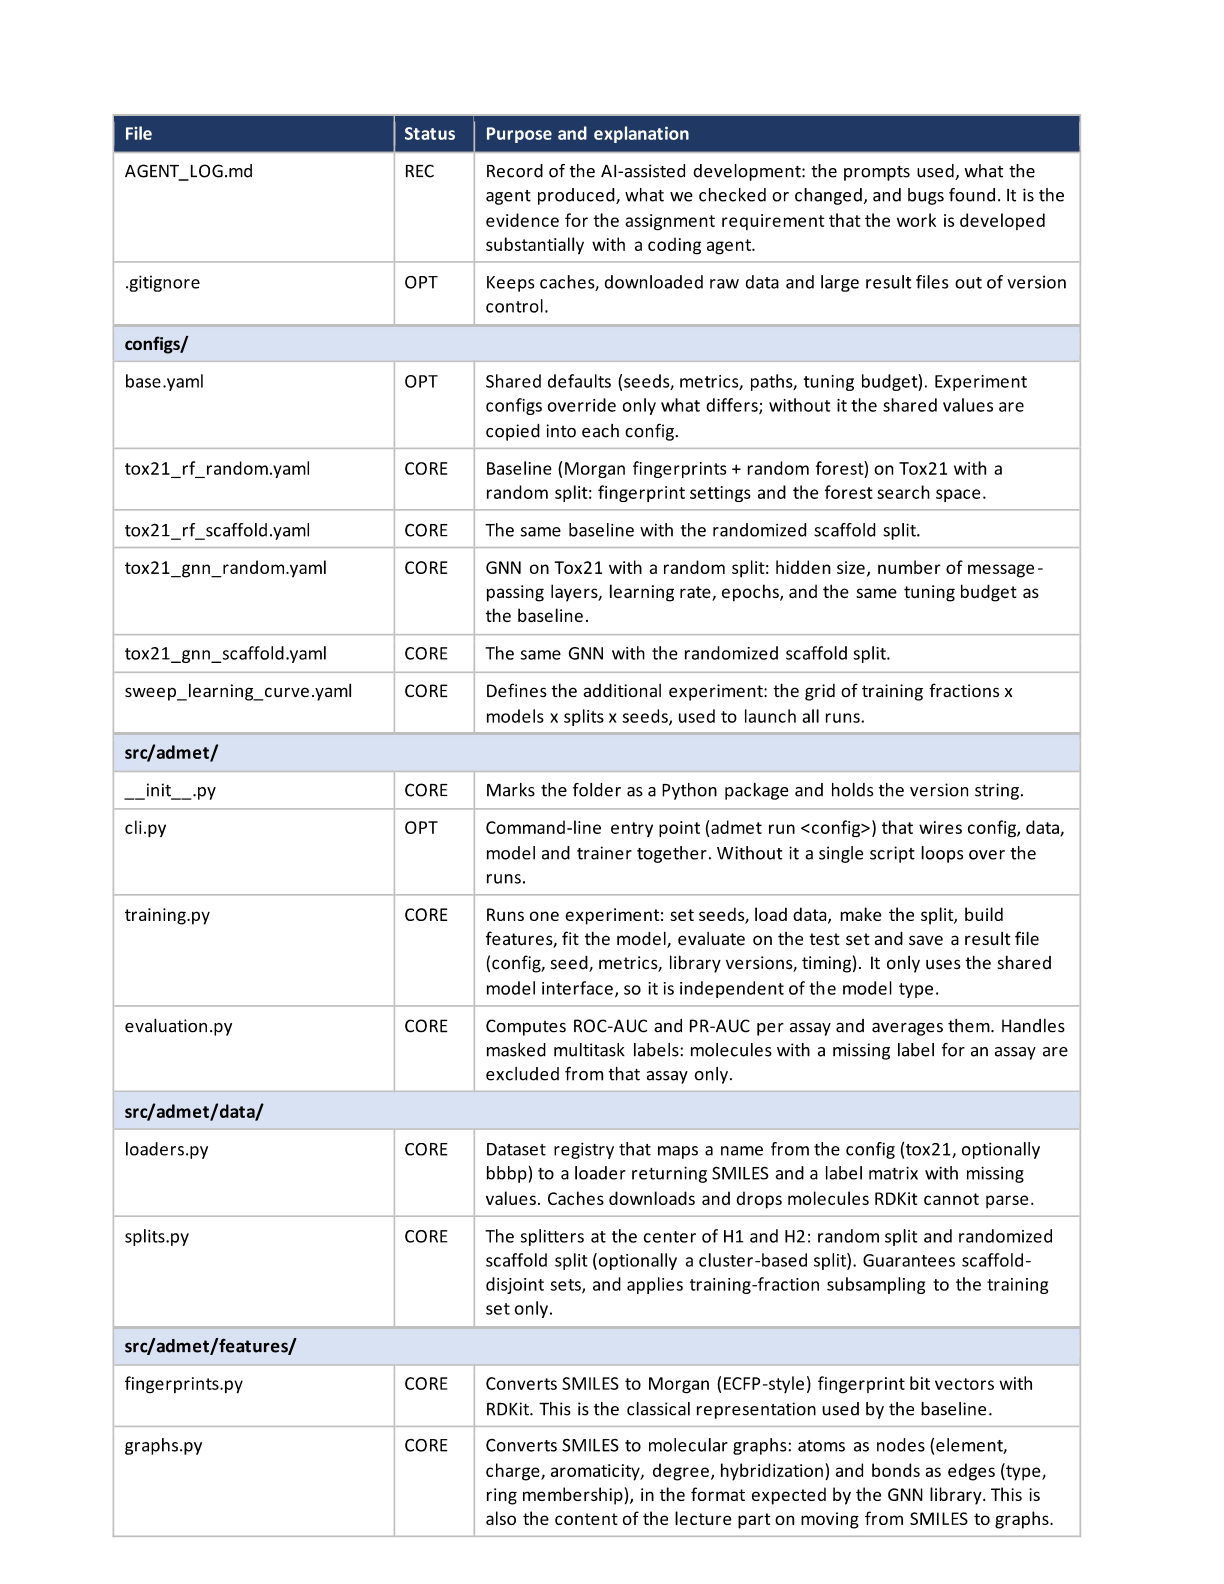 File Status Purpose and explanation
AGENT_LOG.md REC Record of the AI-assisted development: the prompts used, what the
agent produced, what we checked or changed, and bugs found. It is the
evidence for the assignment requirement that the work is developed
substantially with a coding agent.
.gitignore OPT Keeps caches, downloaded raw data and large result files out of version
control.
configs/
base.yaml OPT Shared defaults (seeds, metrics, paths, tuning budget). Experiment
configs override only what differs; without it the shared values are
copied into each config.
tox21_rf_random.yaml CORE Baseline (Morgan fingerprints + random forest) on Tox21 with a
random split: fingerprint settings and the forest search space.
tox21_rf_scaffold.yaml CORE The same baseline with the randomized scaffold split.
tox21_gnn_random.yaml CORE GNN on Tox21 with a random split: hidden size, number of message-
passing layers, learning rate, epochs, and the same tuning budget as
the baseline.
tox21_gnn_scaffold.yaml CORE The same GNN with the randomized scaffold split.
sweep_learning_curve.yaml CORE Defines the additional experiment: the grid of training fractions x
models x splits x seeds, used to launch all runs.
src/admet/
__init__.py CORE Marks the folder as a Python package and holds the version string.
cli.py OPT Command-line entry point (admet run <config>) that wires config, data,
model and trainer together. Without it a single script loops over the
runs.
training.py CORE Runs one experiment: set seeds, load data, make the split, build
features, fit the model, evaluate on the test set and save a result file
(config, seed, metrics, library versions, timing). It only uses the shared
model interface, so it is independent of the model type.
evaluation.py CORE Computes ROC-AUC and PR-AUC per assay and averages them. Handles
masked multitask labels: molecules with a missing label for an assay are
excluded from that assay only.
src/admet/data/
loaders.py CORE Dataset registry that maps a name from the config (tox21, optionally
bbbp) to a loader returning SMILES and a label matrix with missing
values. Caches downloads and drops molecules RDKit cannot parse.
splits.py CORE The splitters at the center of H1 and H2: random split and randomized
scaffold split (optionally a cluster-based split). Guarantees scaffold-
disjoint sets, and applies training-fraction subsampling to the training
set only.
src/admet/features/
fingerprints.py CORE Converts SMILES to Morgan (ECFP-style) fingerprint bit vectors with
RDKit. This is the classical representation used by the baseline.
graphs.py CORE Converts SMILES to molecular graphs: atoms as nodes (element,
charge, aromaticity, degree, hybridization) and bonds as edges (type,
ring membership), in the format expected by the GNN library. This is
also the content of the lecture part on moving from SMILES to graphs.